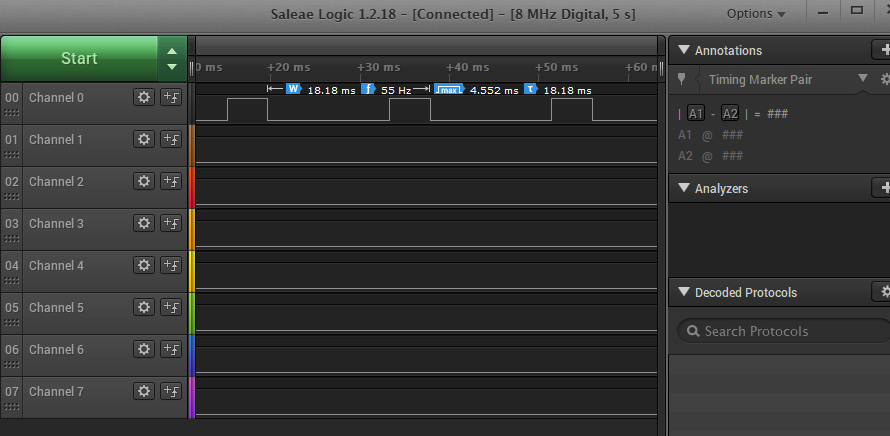 Saleae Logic 1.2.18 - [Connected] - [8 MHz Digital, 5 s]
Options
Start
0 ms +20 ms +30 ms +40 ms +50 ms +60 m
W 18.18 ms f 55 Hz fmax 4.552 ms τ 18.18 ms
00 Channel 0
01 Channel 1
02 Channel 2
03 Channel 3
04 Channel 4
05 Channel 5
06 Channel 6
07 Channel 7
Annotations
Timing Marker Pair
| A1 - A2 | = ###
A1 @ ###
A2 @ ###
Analyzers
Decoded Protocols
Search Protocols